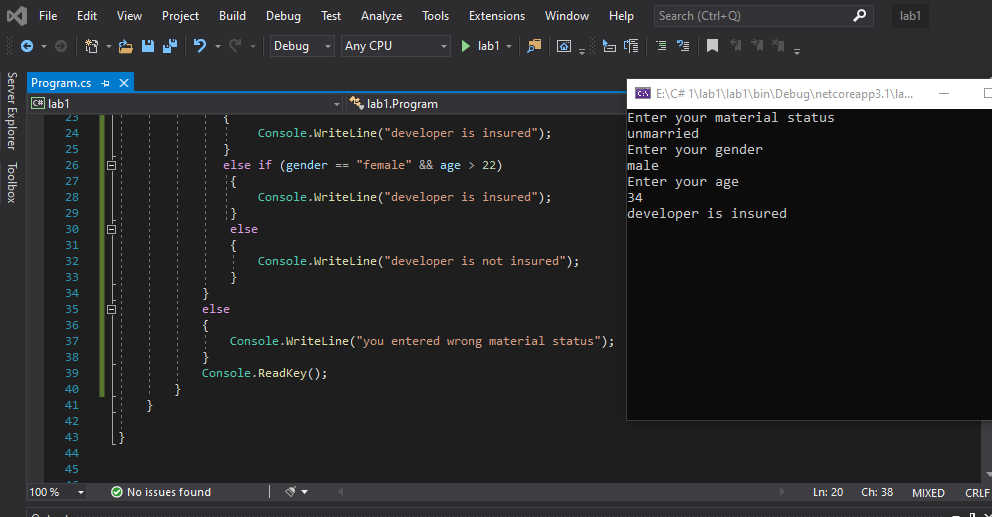 File Edit View Project Build Debug Test Analyze Tools Extensions Window Help Search (Ctrl+Q) lab1
Debug Any CPU lab1
Server Explorer
Toolbox
Program.cs
C# lab1 lab1.Program
23 {
24 Console.WriteLine("developer is insured");
25 }
26 else if (gender == "female" && age > 22)
27 {
28 Console.WriteLine("developer is insured");
29 }
30 else
31 {
32 Console.WriteLine("developer is not insured");
33 }
34 }
35 else
36 {
37 Console.WriteLine("you entered wrong material status");
38 }
39 Console.ReadKey();
40 }
41 }
42
43 }
44
45
E:\C# 1\lab1\lab1\bin\Debug\netcoreapp3.1\la...
Enter your material status
unmarried
Enter your gender
male
Enter your age
34
developer is insured
100 % No issues found Ln: 20 Ch: 38 MIXED CRLF